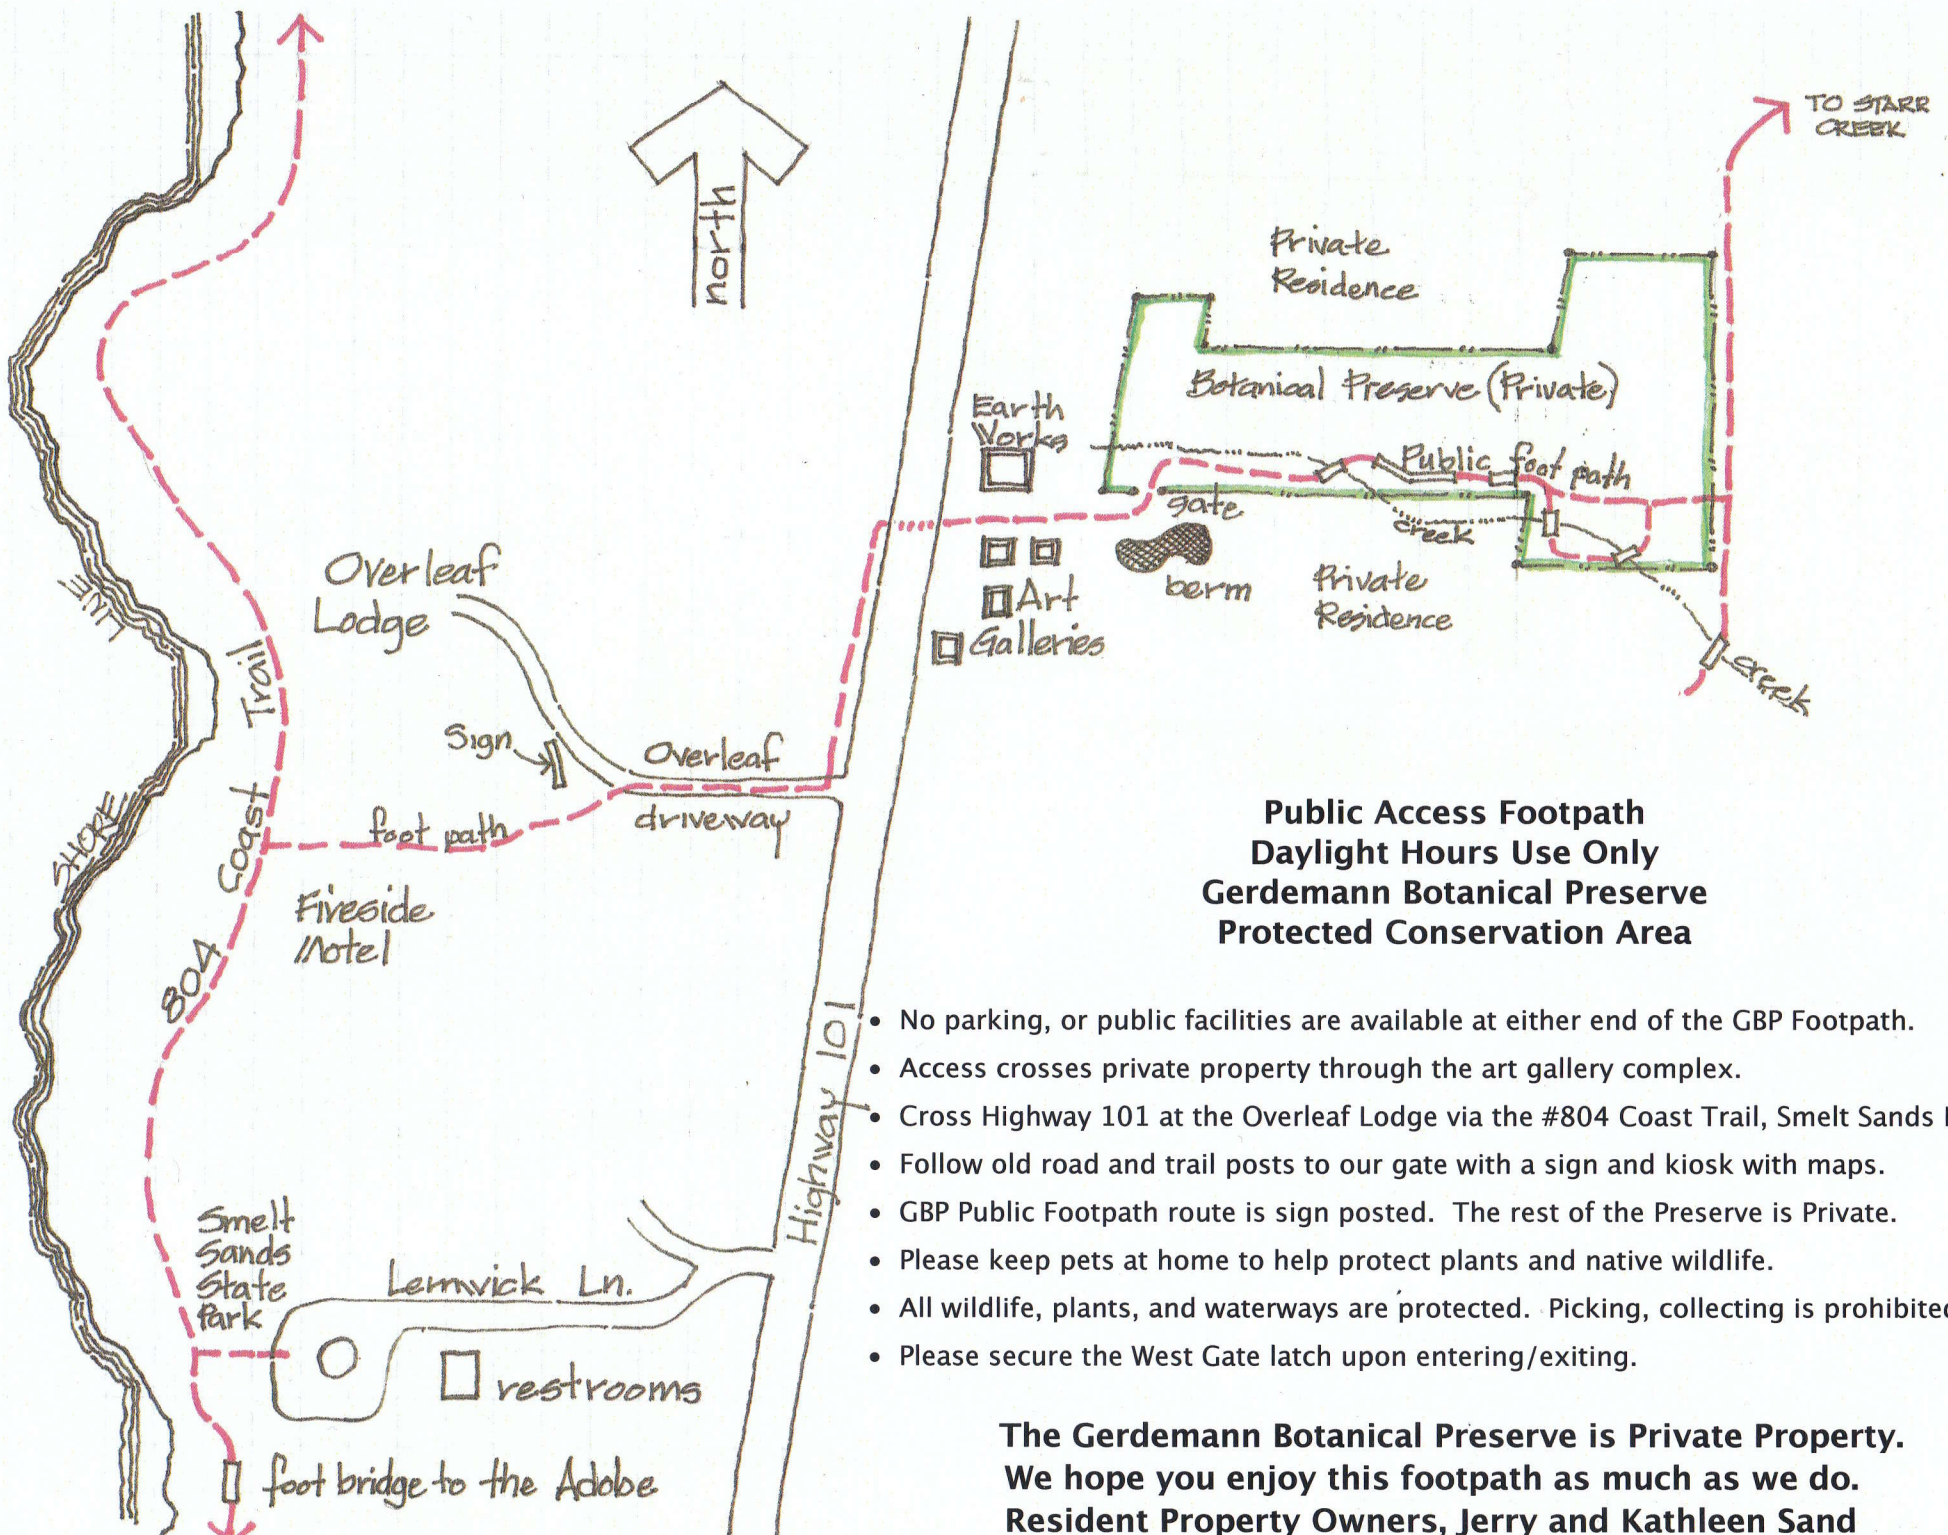 TO STARR
CREEK
north
Private
Residence
Botanical Preserve (Private)
Earth
Works
Public foot path
gate
creek
berm
Private
Residence
Art
Galleries
creek
Overleaf
Lodge
SHORE LINE
Sign
Overleaf
driveway
foot path
804 Coast Trail
Fireside
Motel
Highway 101
Smelt
Sands
State
Park
Lemwick Ln.
restrooms
foot bridge to the Adobe
Public Access Footpath
Daylight Hours Use Only
Gerdemann Botanical Preserve
Protected Conservation Area
• No parking, or public facilities are available at either end of the GBP Footpath.
• Access crosses private property through the art gallery complex.
• Cross Highway 101 at the Overleaf Lodge via the #804 Coast Trail, Smelt Sands
• Follow old road and trail posts to our gate with a sign and kiosk with maps.
• GBP Public Footpath route is sign posted. The rest of the Preserve is Private.
• Please keep pets at home to help protect plants and native wildlife.
• All wildlife, plants, and waterways are protected. Picking, collecting is prohibited
• Please secure the West Gate latch upon entering/exiting.
The Gerdemann Botanical Preserve is Private Property.
We hope you enjoy this footpath as much as we do.
Resident Property Owners, Jerry and Kathleen Sand